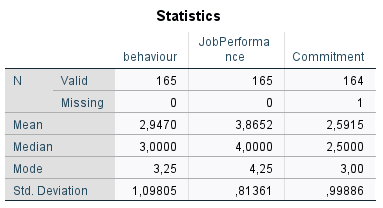 Statistics
behaviour JobPerforma
nce Commitment
N Valid 165 165 164
Missing 0 0 1
Mean 2,9470 3,8652 2,5915
Median 3,0000 4,0000 2,5000
Mode 3,25 4,25 3,00
Std. Deviation 1,09805 ,81361 ,99886